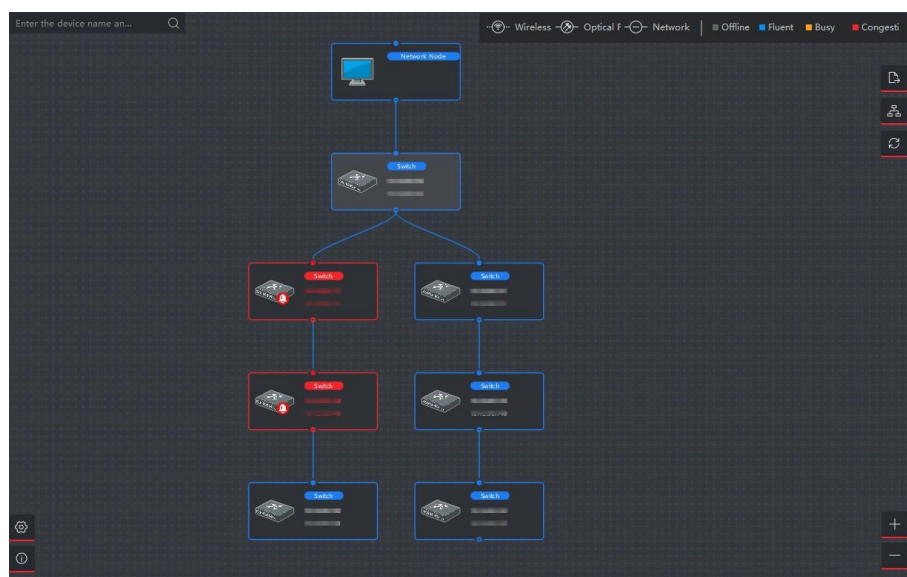 Enter the device name an...
Wireless Optical F Network Offline Fluent Busy Congesti
Network Node
Switch
Switch Switch
Switch Switch
Switch Switch